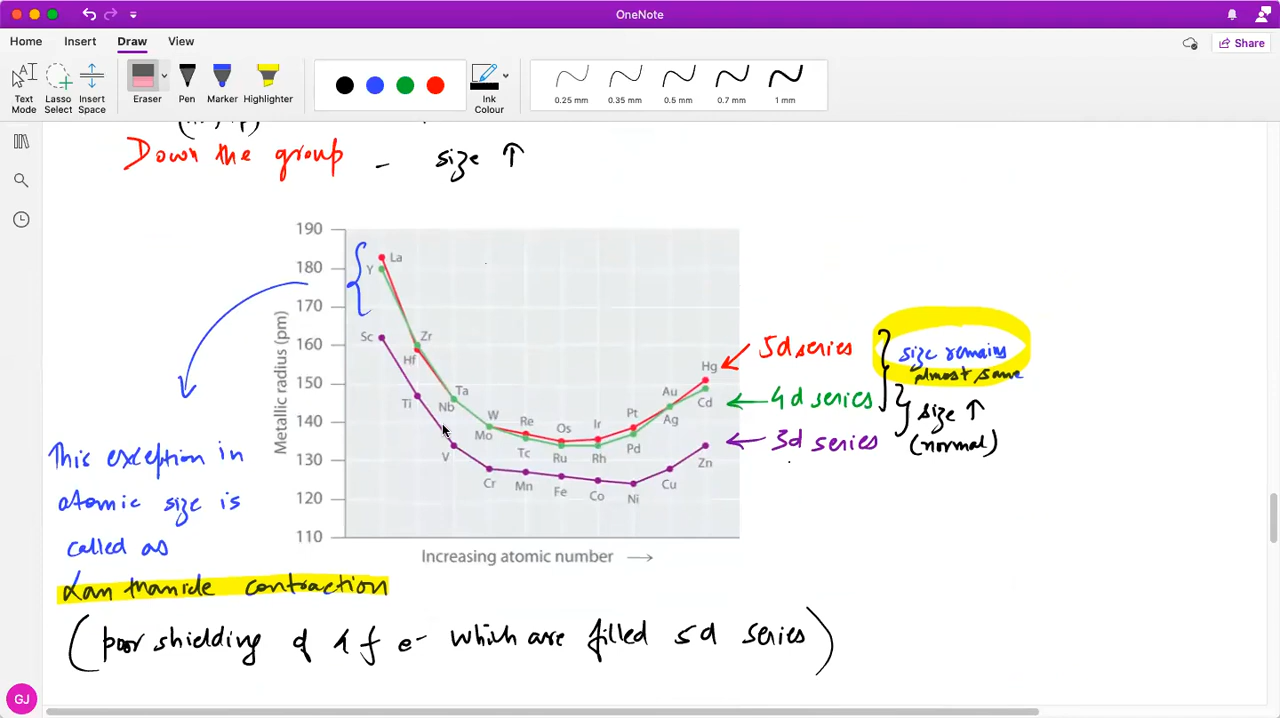 OneNote
Home Insert Draw View
Share
Text Mode
Lasso Select
Insert Space
Eraser
Pen
Marker
Highlighter
Ink Colour
0.25 mm
0.35 mm
0.5 mm
0.7 mm
1 mm
Down the group - size ↑
190
180
170
160
150
140
130
120
110
Metallic radius (pm)
Increasing atomic number →
La
Y
Sc
Zr
Hf
Ti
Ta
Nb
V
W
Mo
Cr
Re
Tc
Mn
Os
Ru
Fe
Ir
Rh
Co
Pt
Pd
Ni
Au
Ag
Cu
Hg
Cd
Zn
5d series
4d series
3d series
size remains
almost same
size ↑
(normal)
This exception in
atomic size is
called as
Lanthanide contraction
(poor shielding of 4f e- which are filled 5d series)
GJ